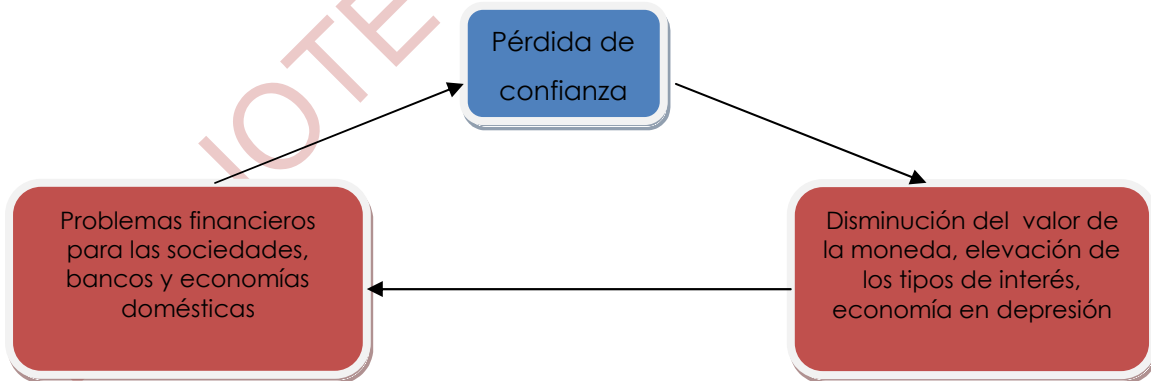 Pérdida de
confianza
Problemas financieros
para las sociedades,
bancos y economías
domésticas
Disminución del valor de
la moneda, elevación de
los tipos de interés,
economía en depresión